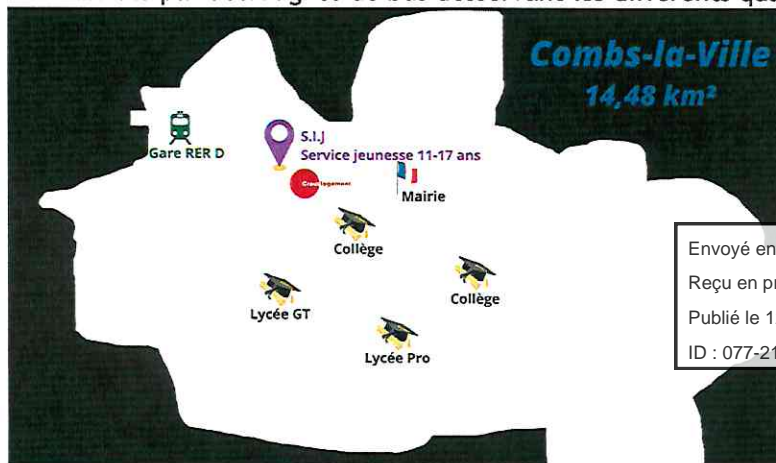 Combs-la-Ville
14,48 km²
S.I.J
Service jeunesse 11-17 ans
Gare RER D
Mairie
Collège
Collège
Lycée GT
Lycée Pro
Envoyé en
Reçu en pr
Publié le 1
ID : 077-21